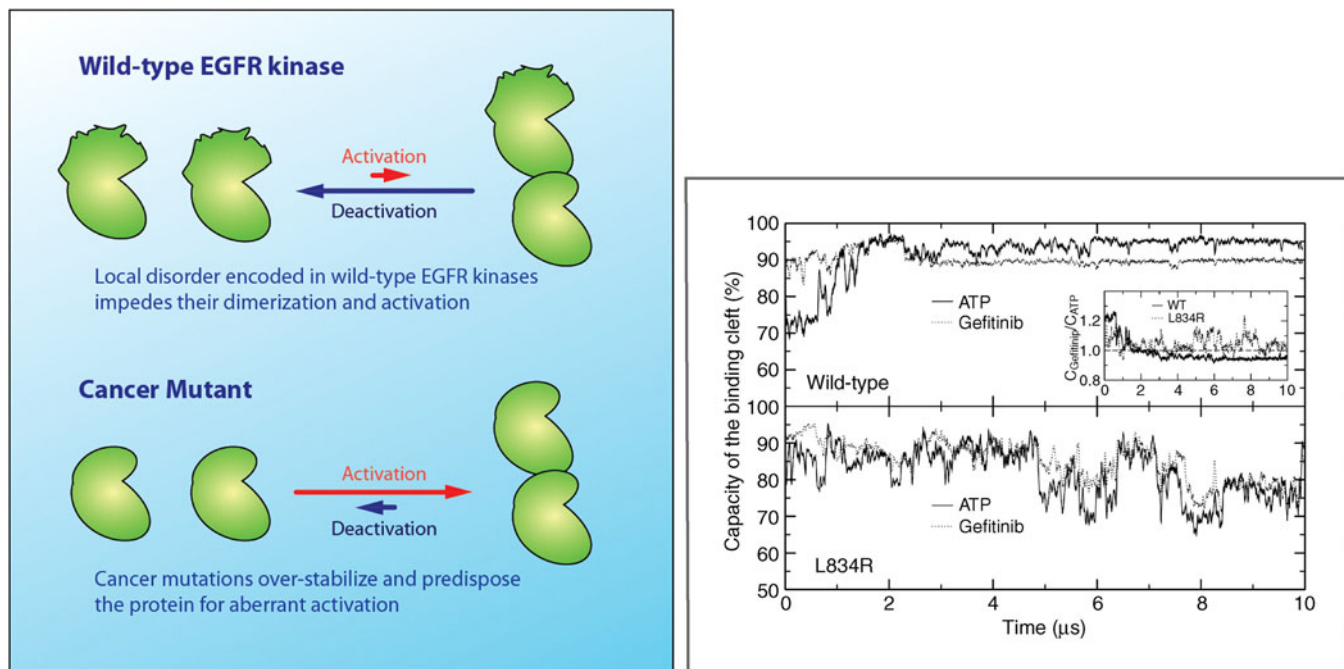 Wild-type EGFR kinase
Activation
Deactivation
Local disorder encoded in wild-type EGFR kinases
impedes their dimerization and activation
Cancer Mutant
Activation
Deactivation
Cancer mutations over-stabilize and predispose
the protein for aberrant activation
Capacity of the binding cleft (%)
100
90
80
70
60
ATP
Gefitinib
Wild-type
C_Gefitinip/C_ATP
WT
L834R
1.2
1.0
0.8
0 2 4 6 8 10
100
90
80
70
60
50
ATP
Gefitinib
L834R
0 2 4 6 8 10
Time (μs)